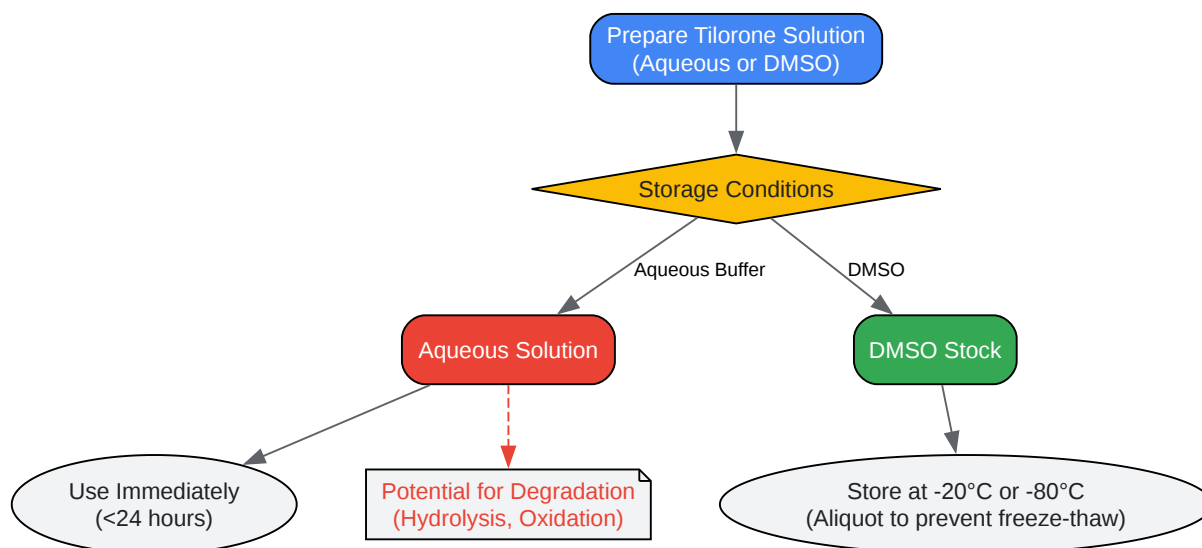 Prepare Tilorone Solution
(Aqueous or DMSO)
Storage Conditions
Aqueous Buffer
DMSO
Aqueous Solution
DMSO Stock
Use Immediately
(<24 hours)
Potential for Degradation
(Hydrolysis, Oxidation)
Store at -20°C or -80°C
(Aliquot to prevent freeze-thaw)